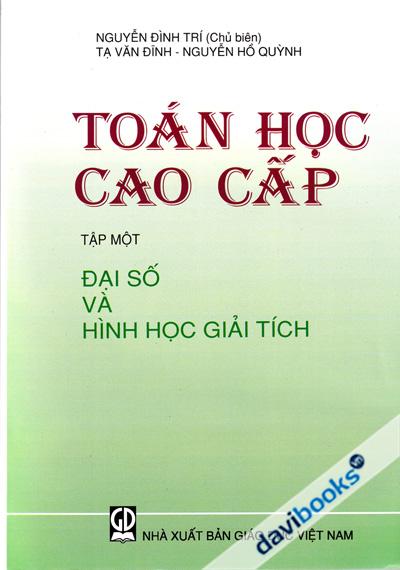 NGUYỄN ĐÌNH TRÍ (Chủ biên)
TẠ VĂN ĐĨNH - NGUYỄN HỒ QUỲNH
TOÁN HỌC
CAO CẤP
TẬP MỘT
ĐẠI SỐ
VÀ
HÌNH HỌC GIẢI TÍCH
GD
NHÀ XUẤT BẢN GIÁO DỤC VIỆT NAM
davibooks.vn